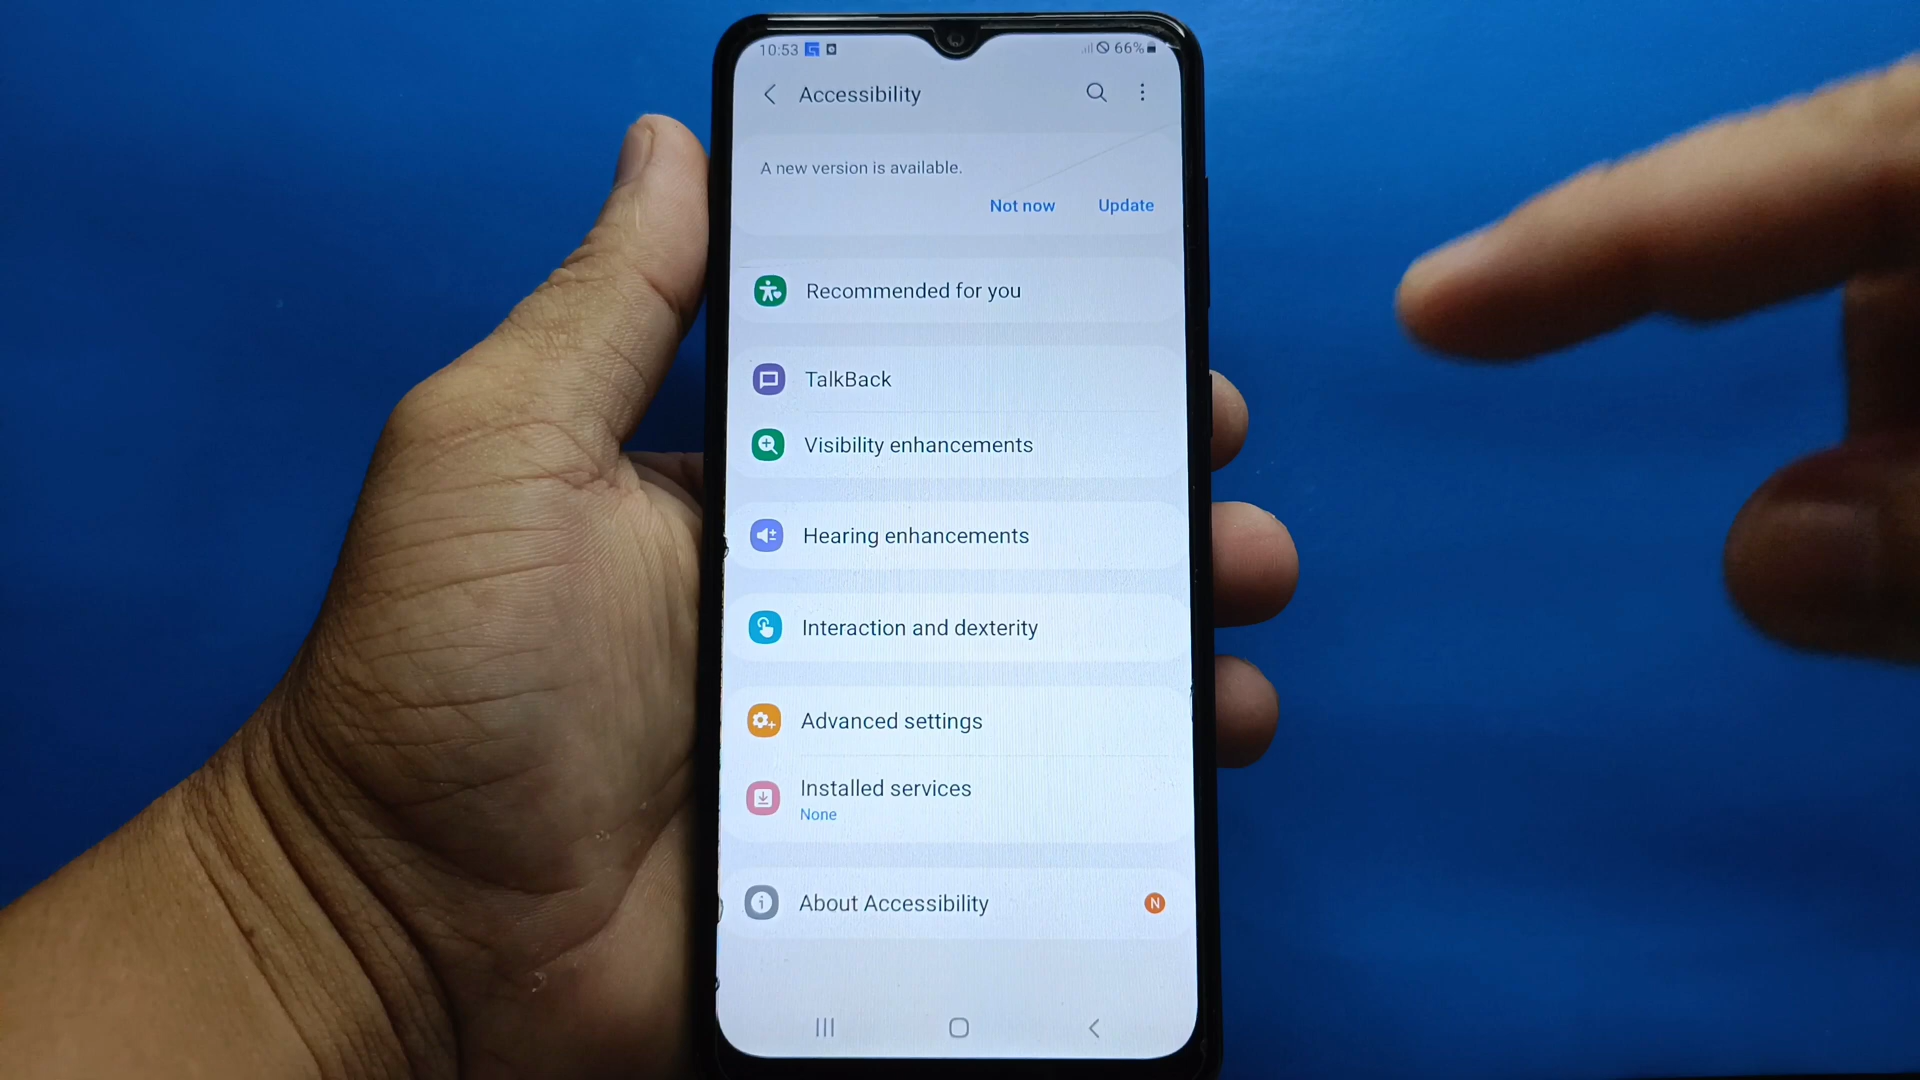 10:53 66%
Accessibility
A new version is available.
Not now Update
Recommended for you
TalkBack
Visibility enhancements
Hearing enhancements
Interaction and dexterity
Advanced settings
Installed services
None
About Accessibility N